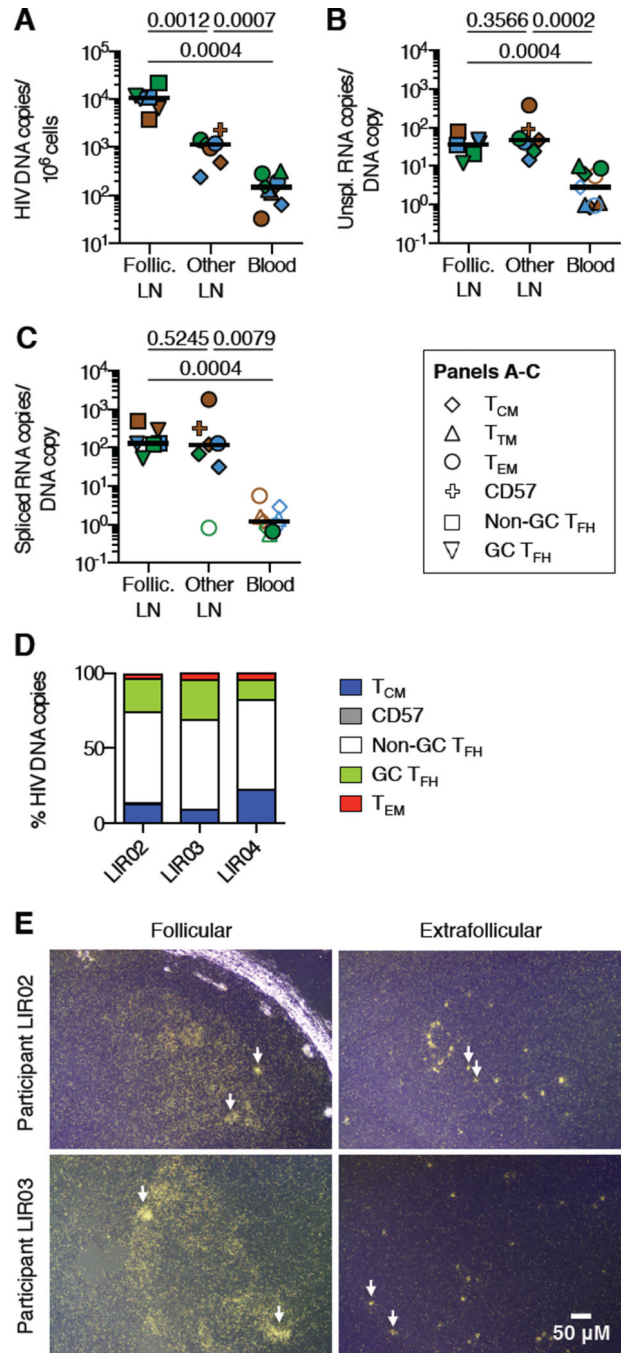 A
0.0012 0.0007
0.0004
HIV DNA copies/
10⁶ cells
10⁵
10⁴
10³
10²
10¹
Follic.
LN
Other
LN
Blood
B
0.3566 0.0002
0.0004
Unspl. RNA copies/
DNA copy
10⁴
10³
10²
10¹
10⁰
10⁻¹
Follic.
LN
Other
LN
Blood
C
0.5245 0.0079
0.0004
Spliced RNA copies/
DNA copy
10⁴
10³
10²
10¹
10⁰
10⁻¹
Follic.
LN
Other
LN
Blood
Panels A-C
TCM
TTM
TEM
CD57
Non-GC TFH
GC TFH
D
% HIV DNA copies
100
50
0
LIR02
LIR03
LIR04
TCM
CD57
Non-GC TFH
GC TFH
TEM
E
Follicular
Extrafollicular
Participant LIR02
Participant LIR03
50 µM